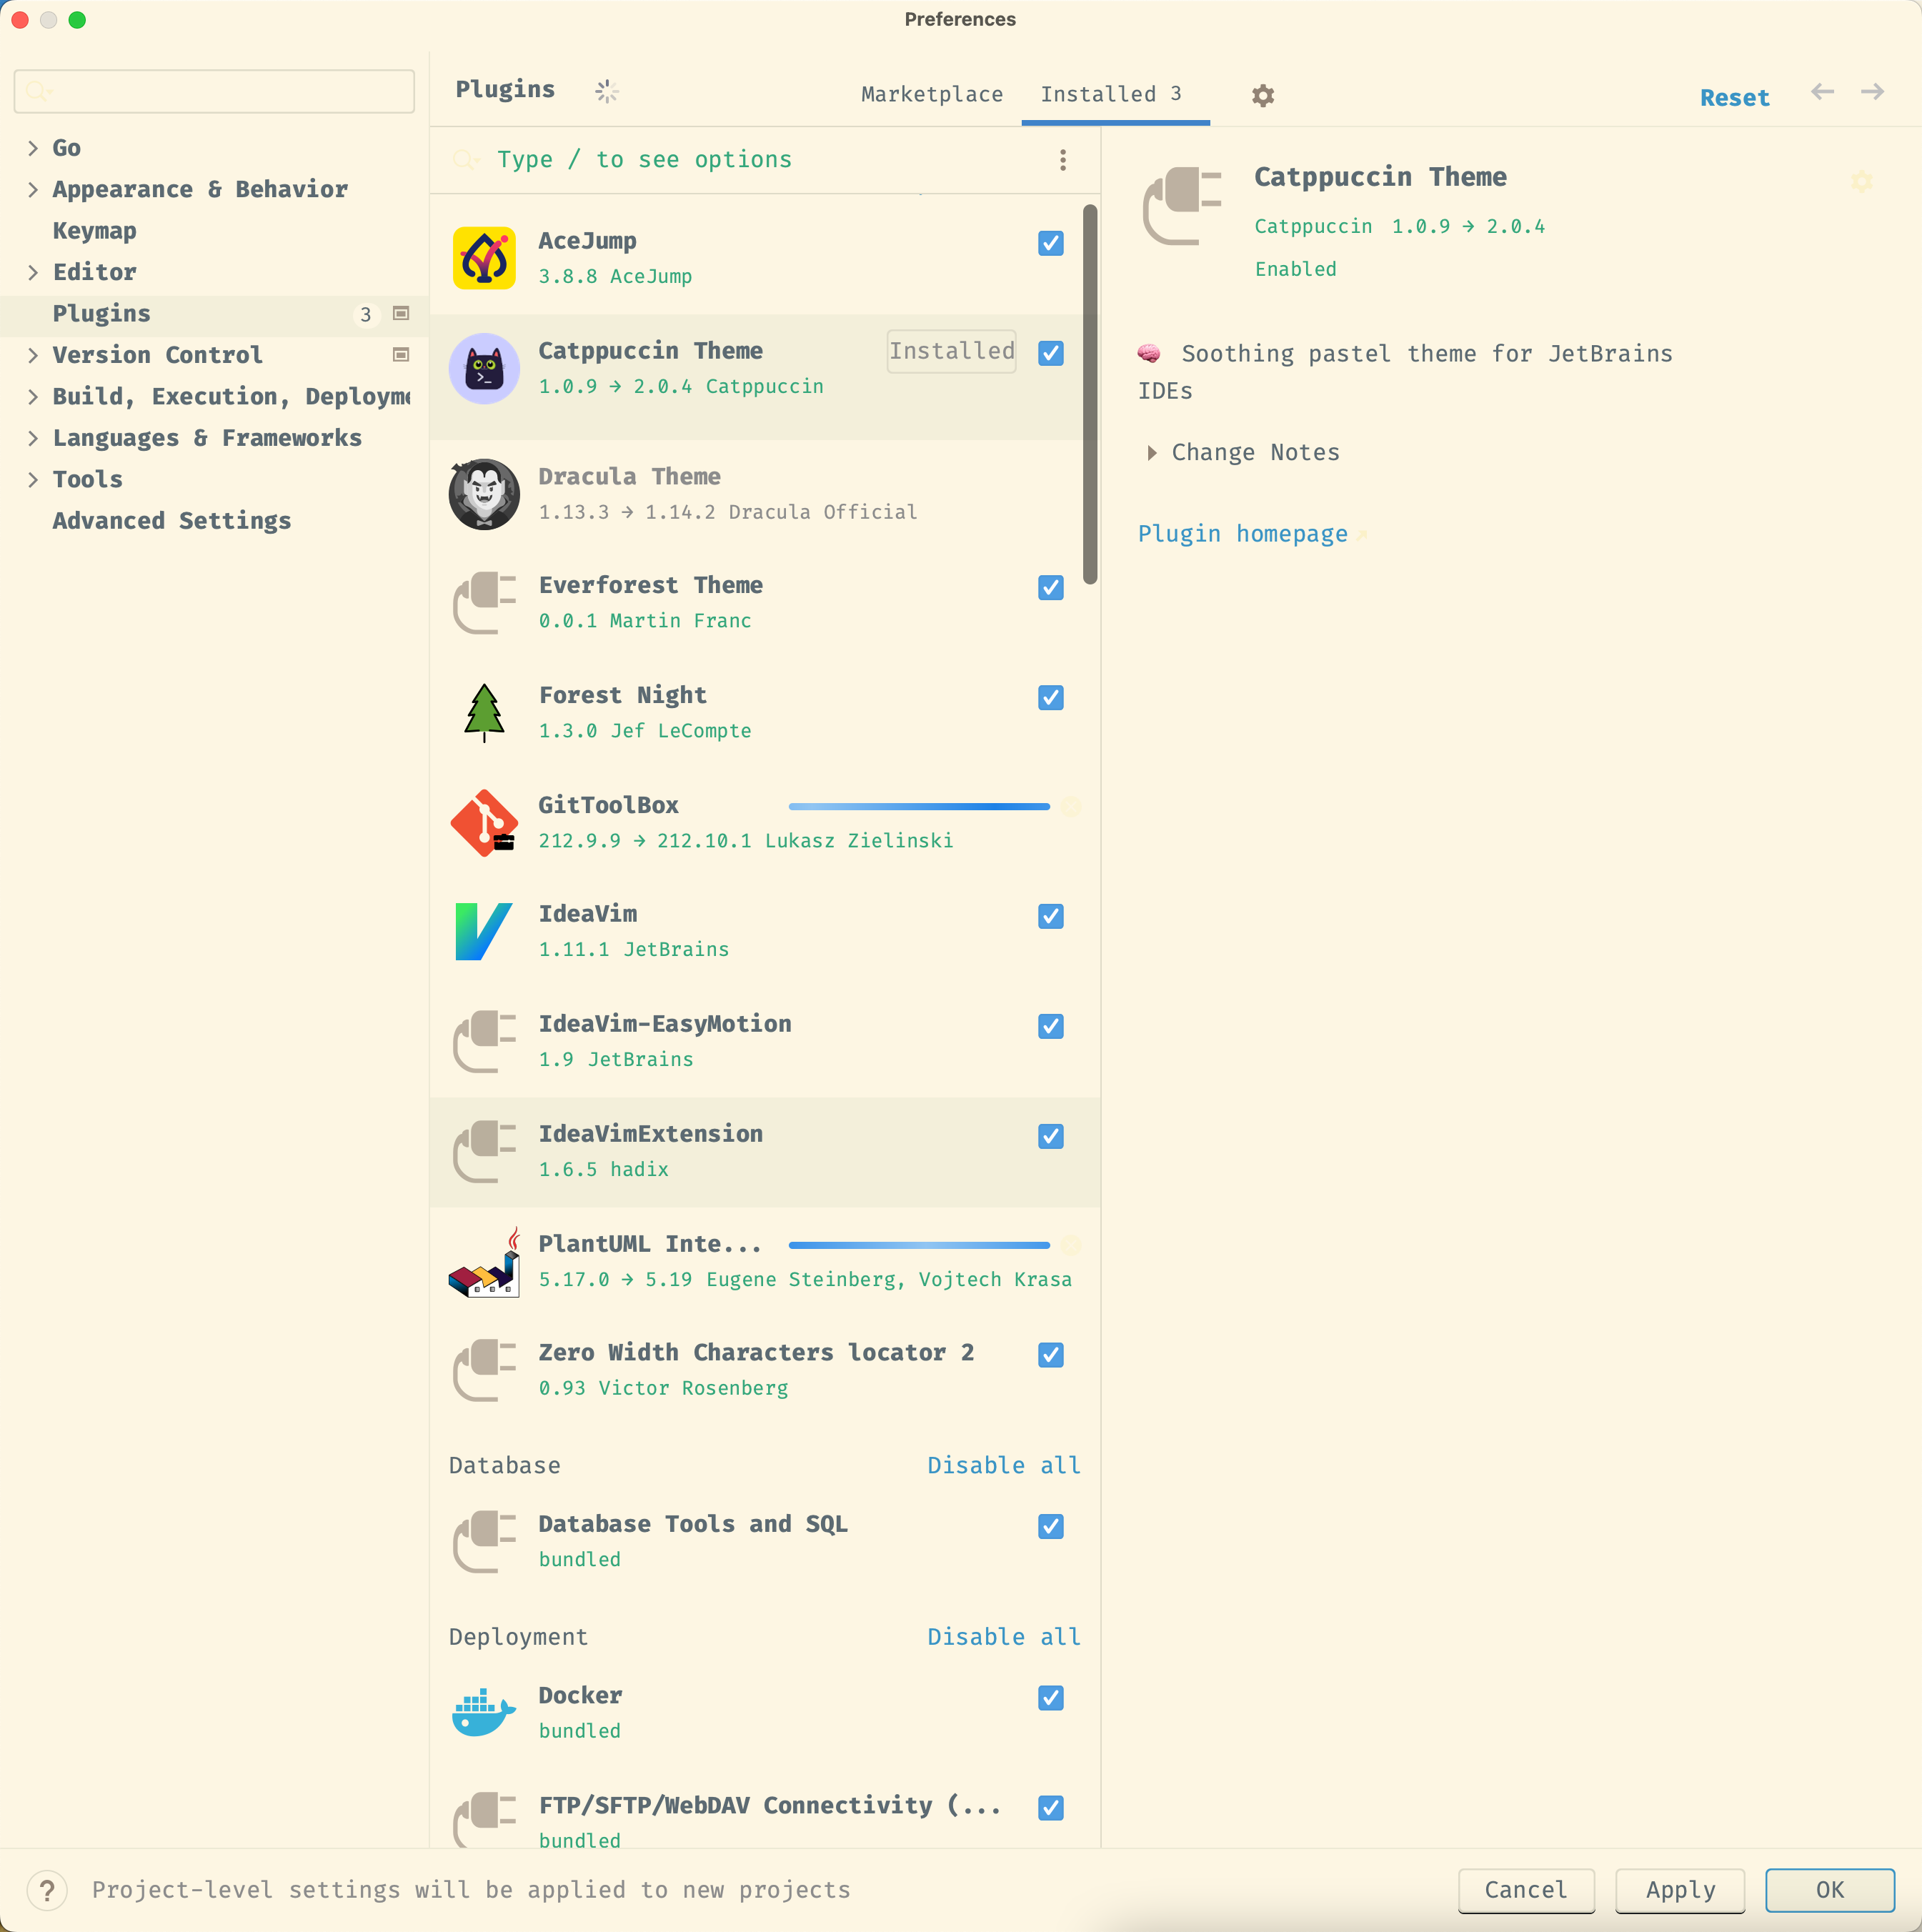 Preferences
Go
Appearance & Behavior
Keymap
Editor
Plugins 3
Version Control
Build, Execution, Deployme
Languages & Frameworks
Tools
Advanced Settings
Plugins Marketplace Installed 3 Reset
Type / to see options
AceJump
3.8.8 AceJump
Catppuccin Theme Installed
1.0.9 → 2.0.4 Catppuccin
Dracula Theme
1.13.3 → 1.14.2 Dracula Official
Everforest Theme
0.0.1 Martin Franc
Forest Night
1.3.0 Jef LeCompte
GitToolBox
212.9.9 → 212.10.1 Lukasz Zielinski
IdeaVim
1.11.1 JetBrains
IdeaVim-EasyMotion
1.9 JetBrains
IdeaVimExtension
1.6.5 hadix
PlantUML Inte...
5.17.0 → 5.19 Eugene Steinberg, Vojtech Krasa
Zero Width Characters locator 2
0.93 Victor Rosenberg
Database Disable all
Database Tools and SQL
bundled
Deployment Disable all
Docker
bundled
FTP/SFTP/WebDAV Connectivity (...
bundled
Catppuccin Theme
Catppuccin 1.0.9 → 2.0.4
Enabled
🧠 Soothing pastel theme for JetBrains
IDEs
Change Notes
Plugin homepage
? Project-level settings will be applied to new projects
Cancel Apply OK